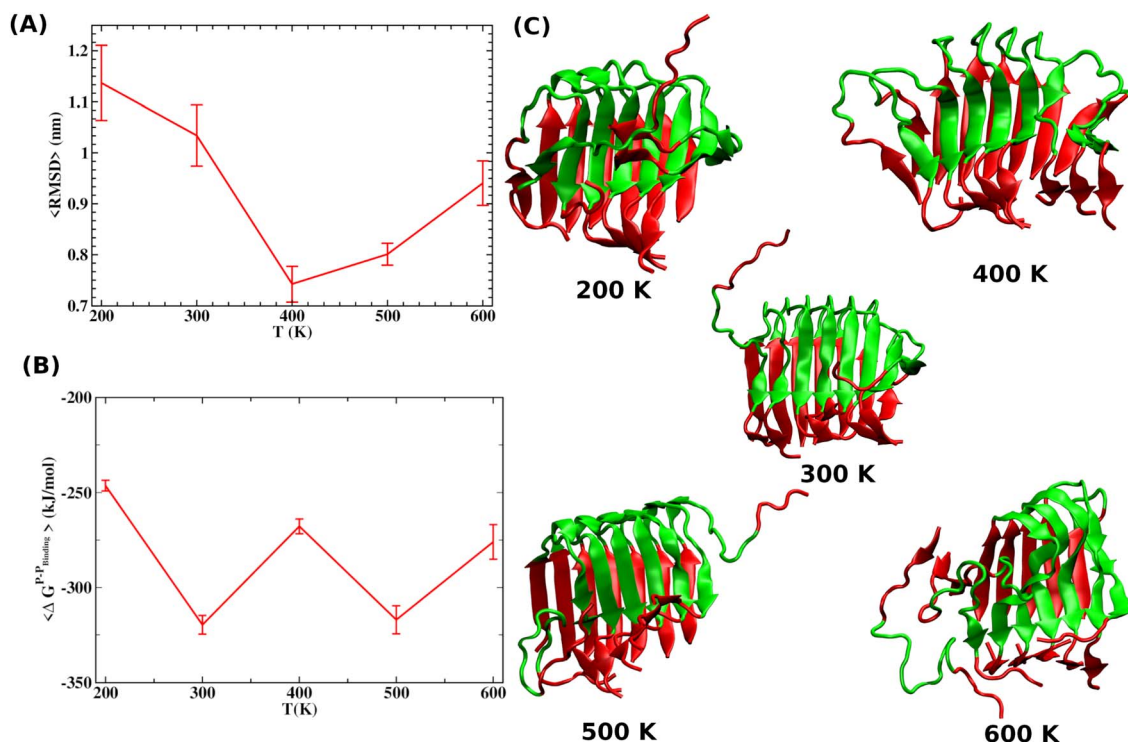 (A)
<RMSD> (nm)
1.2
1.1
1
0.9
0.8
0.7
200 300 400 500 600
T (K)
(B)
<Δ G^P-P_Binding > (kJ/mol)
-200
-250
-300
-350
200 300 400 500 600
T(K)
(C)
200 K
400 K
300 K
500 K
600 K